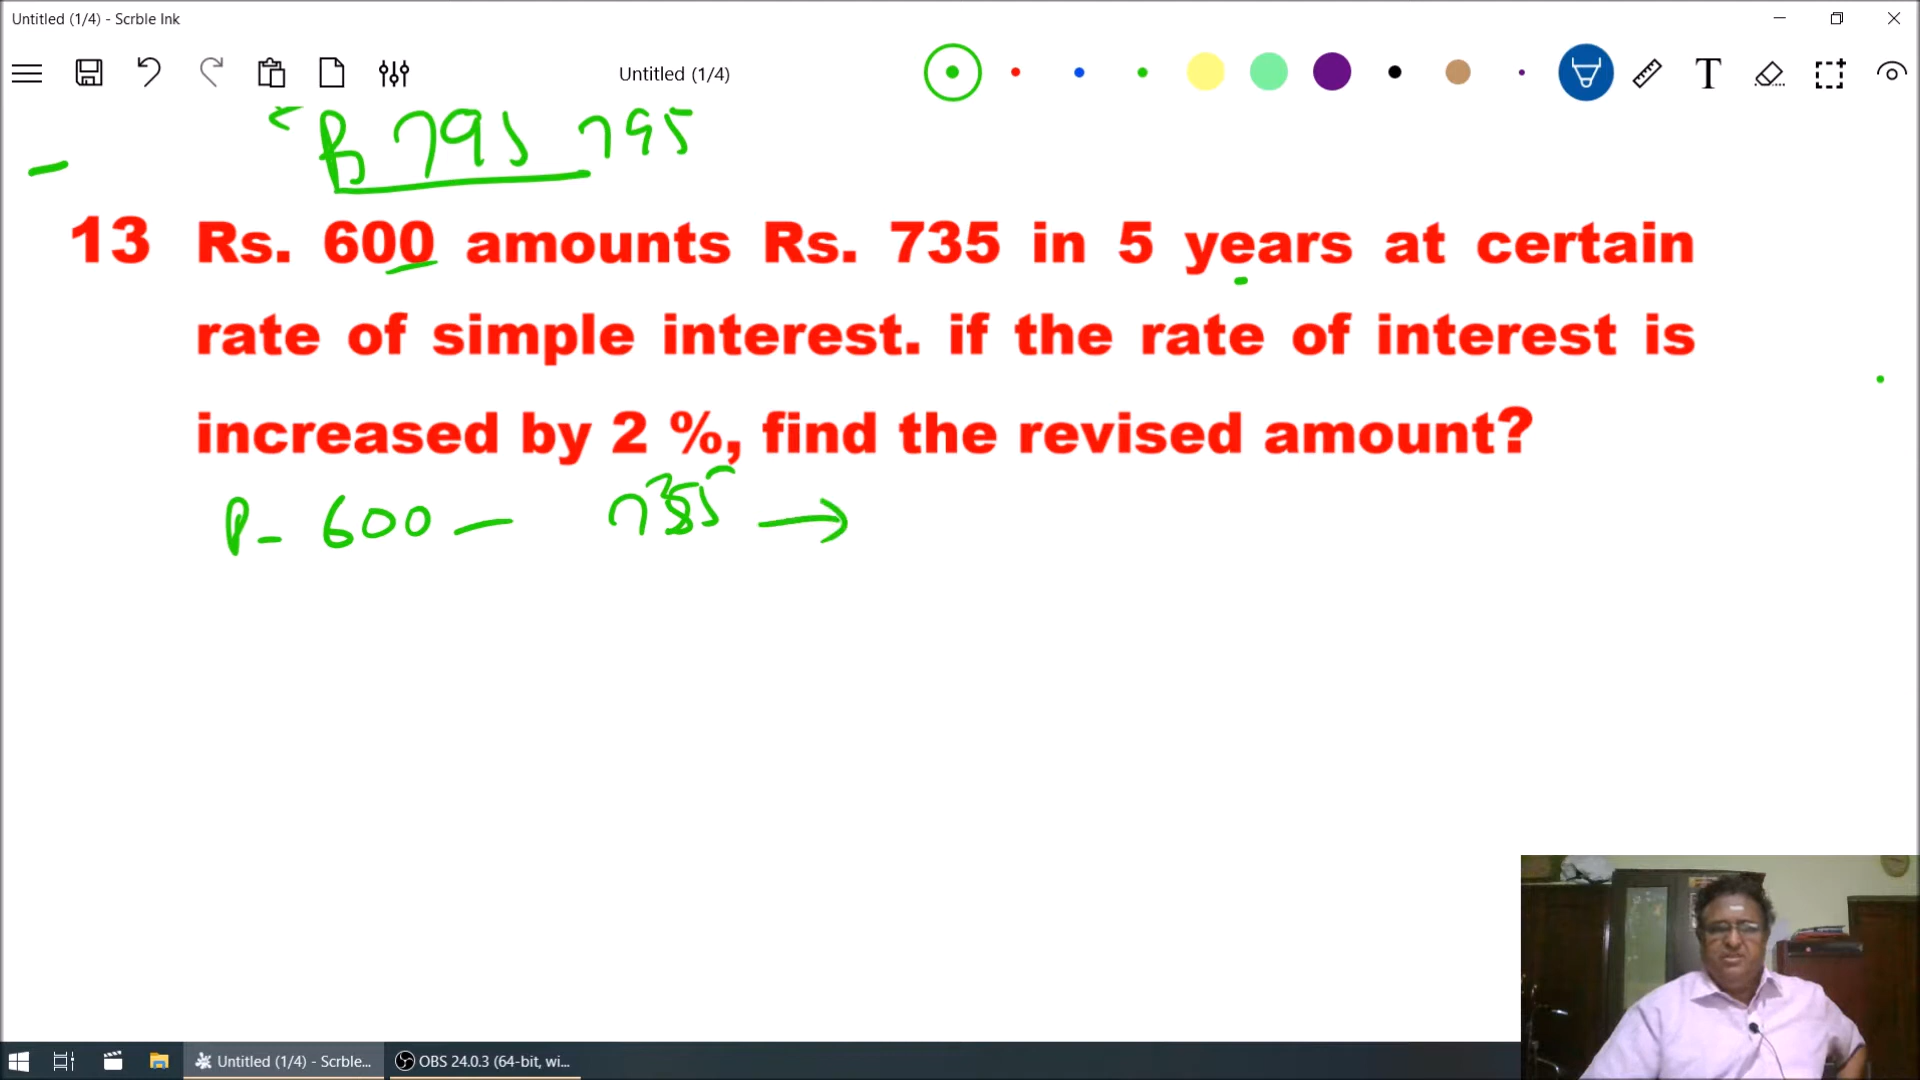 Untitled (1/4) - Scrble Ink
Untitled (1/4)
T
795 795
13 Rs. 600 amounts Rs. 735 in 5 years at certain
rate of simple interest. if the rate of interest is
increased by 2 %, find the revised amount?
P - 600 — 735 →
Untitled (1/4) - Scrble...
OBS 24.0.3 (64-bit, wi...